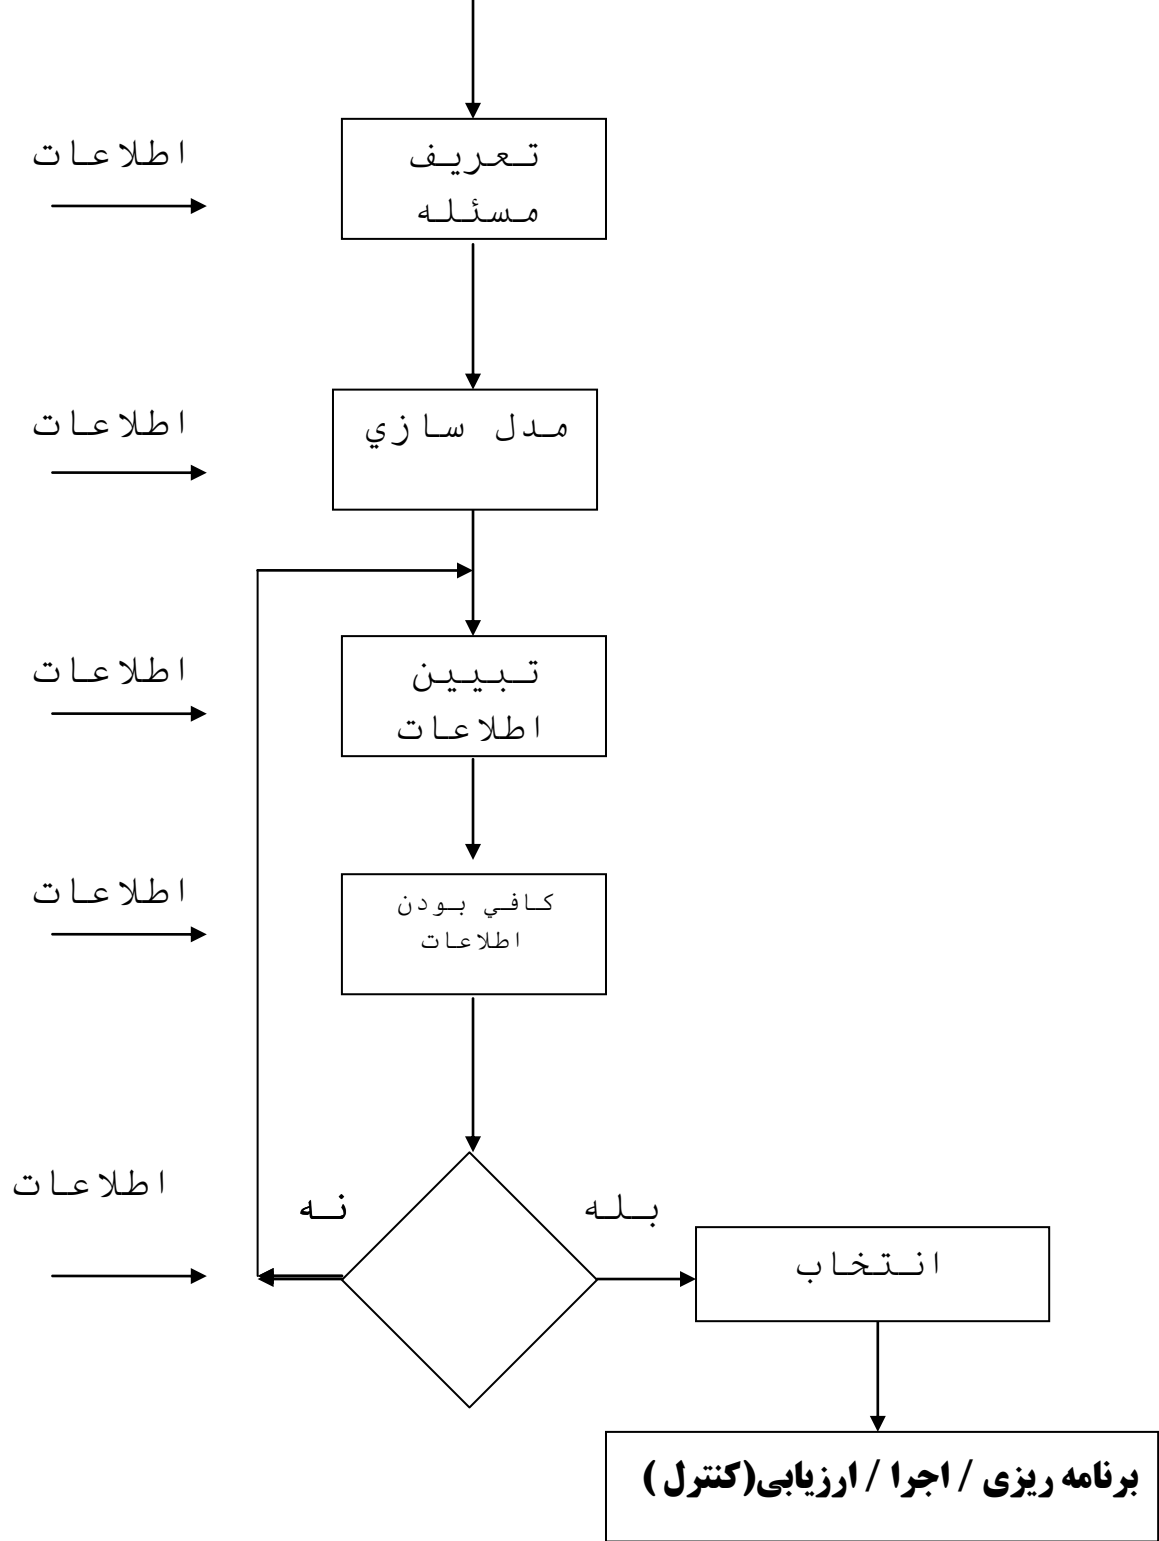 اطلاعات
تعريف
مسئله
اطلاعات
مدل سازي
اطلاعات
تبيين
اطلاعات
اطلاعات
كافي بودن
اطلاعات
اطلاعات
نه
بله
انتخاب
برنامه ریزی / اجرا / ارزیابی(کنترل )